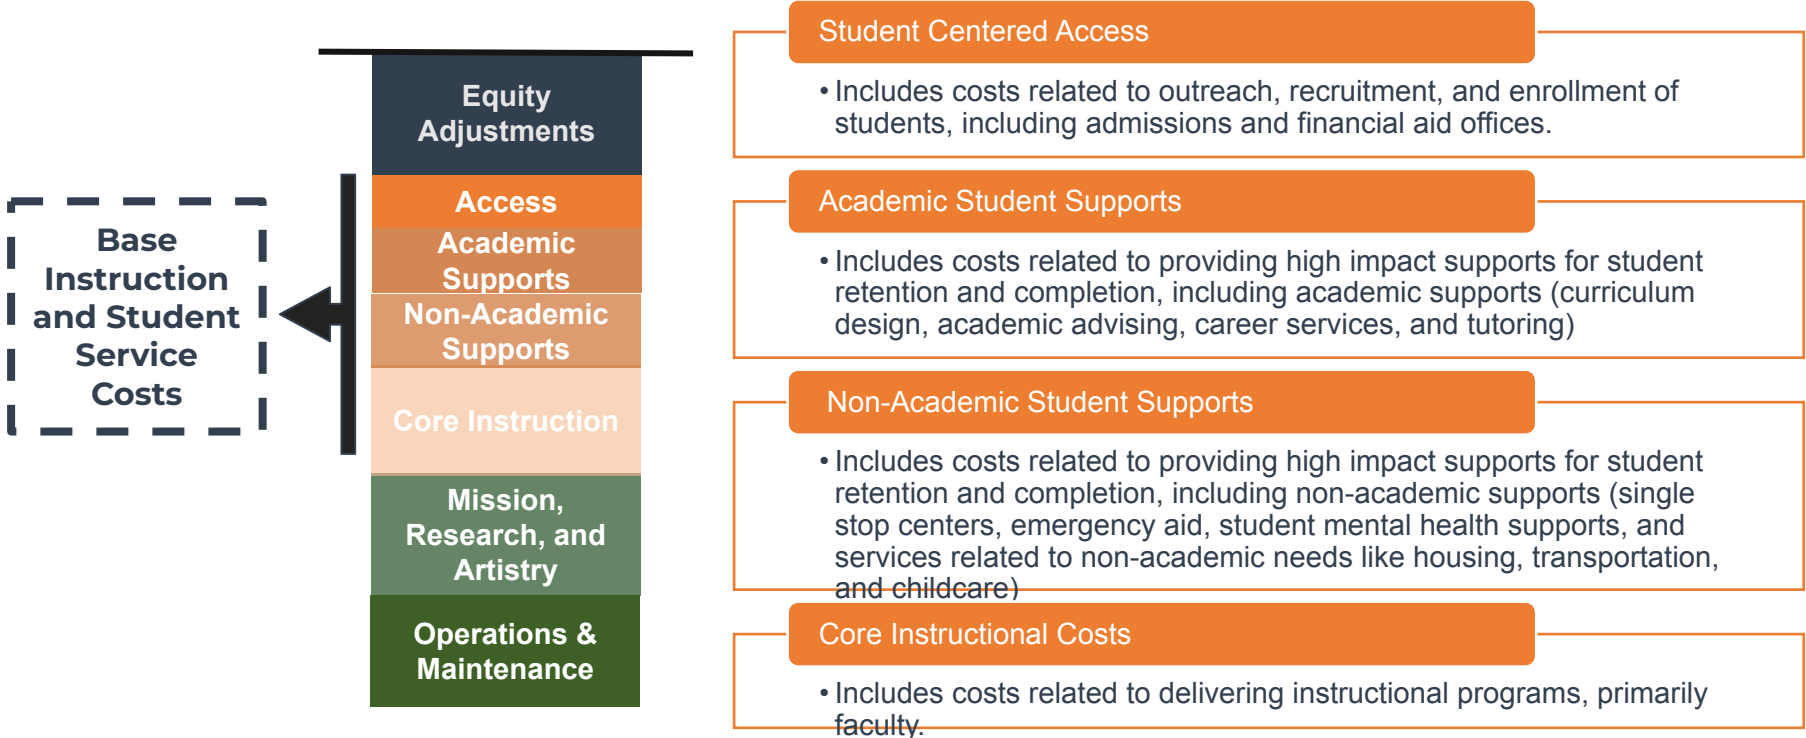 Base
Instruction
and Student
Service
Costs
Equity
Adjustments
Access
Academic
Supports
Non-Academic
Supports
Core Instruction
Mission,
Research, and
Artistry
Operations &
Maintenance
Student Centered Access
• Includes costs related to outreach, recruitment, and enrollment of
students, including admissions and financial aid offices.
Academic Student Supports
• Includes costs related to providing high impact supports for student
retention and completion, including academic supports (curriculum
design, academic advising, career services, and tutoring)
Non-Academic Student Supports
• Includes costs related to providing high impact supports for student
retention and completion, including non-academic supports (single
stop centers, emergency aid, student mental health supports, and
services related to non-academic needs like housing, transportation,
and childcare)
Core Instructional Costs
• Includes costs related to delivering instructional programs, primarily
faculty.